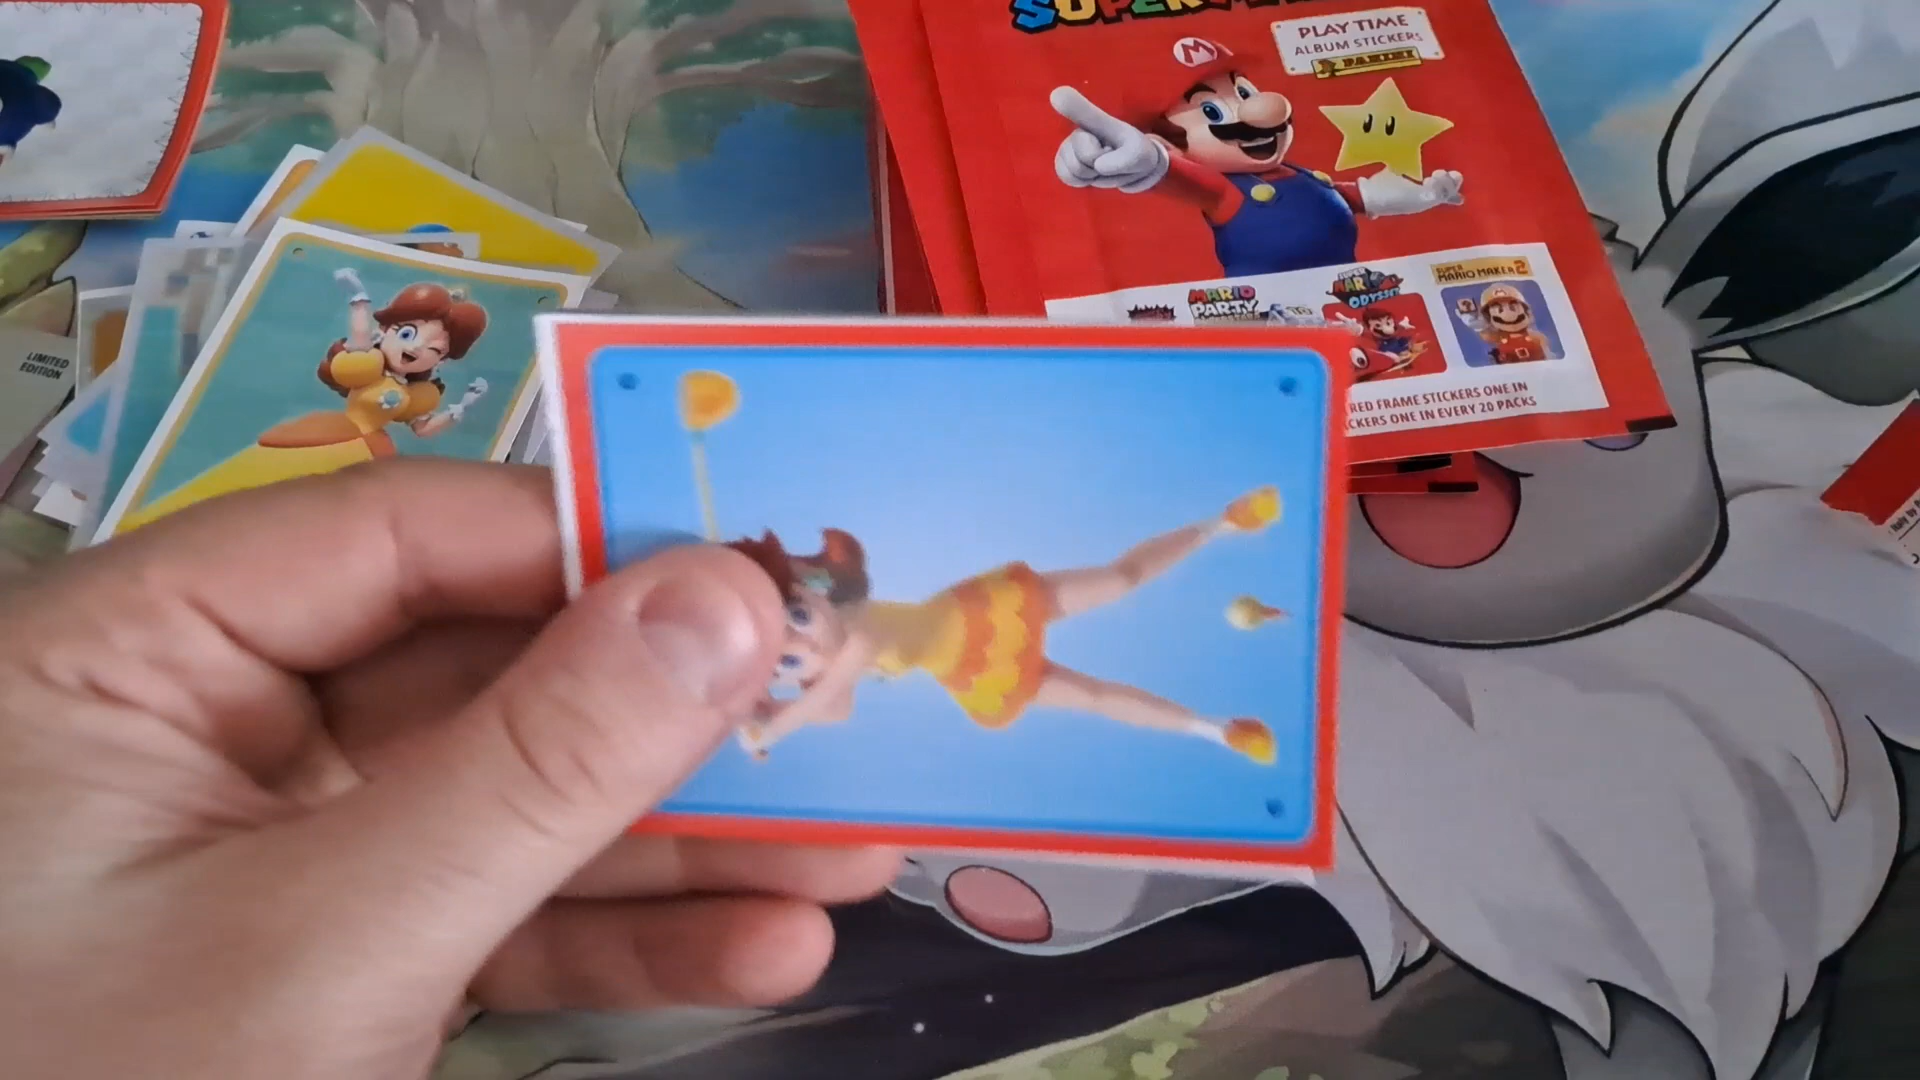 PLAY TIME
ALBUM STICKERS
PANINI
M
MARIO
PARTY
SUPER
MARIO
ODYSSEY
SUPER
MARIO MAKER 2
RED FRAME STICKERS ONE IN
CKERS ONE IN EVERY 20 PACKS
LIMITED
EDITION